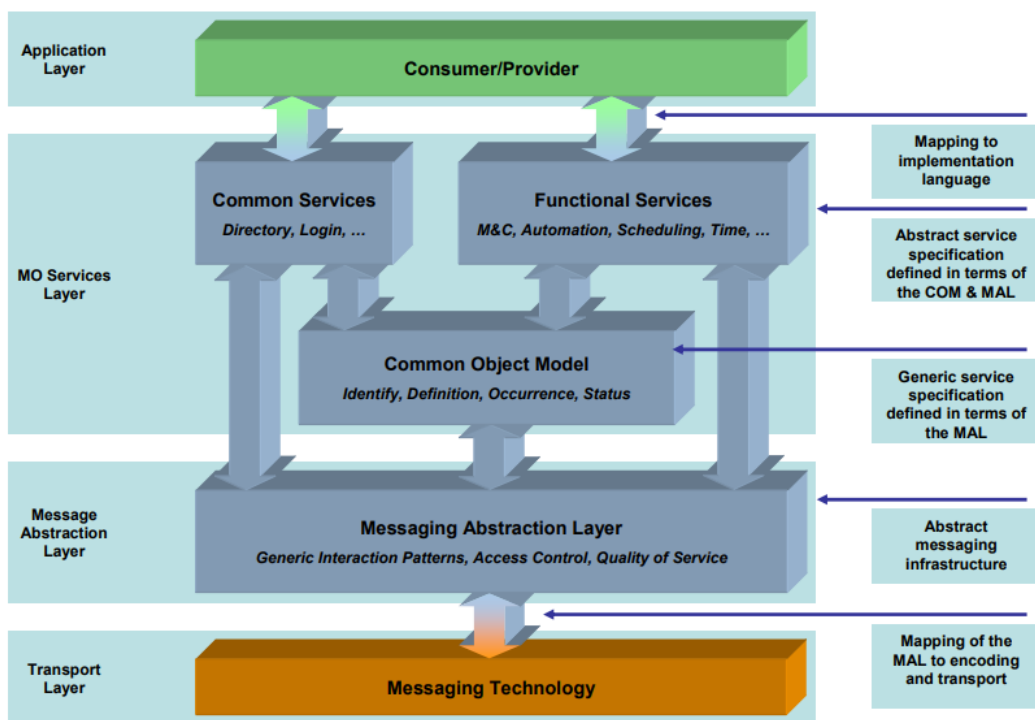 Application
Layer
Consumer/Provider
Mapping to
implementation
language
MO Services
Layer
Common Services
Directory, Login, …
Functional Services
M&C, Automation, Scheduling, Time, …
Abstract service
specification
defined in terms of
the COM & MAL
Common Object Model
Identify, Definition, Occurrence, Status
Generic service
specification
defined in terms of
the MAL
Message
Abstraction
Layer
Messaging Abstraction Layer
Generic Interaction Patterns, Access Control, Quality of Service
Abstract
messaging
infrastructure
Mapping of the
MAL to encoding
and transport
Transport
Layer
Messaging Technology